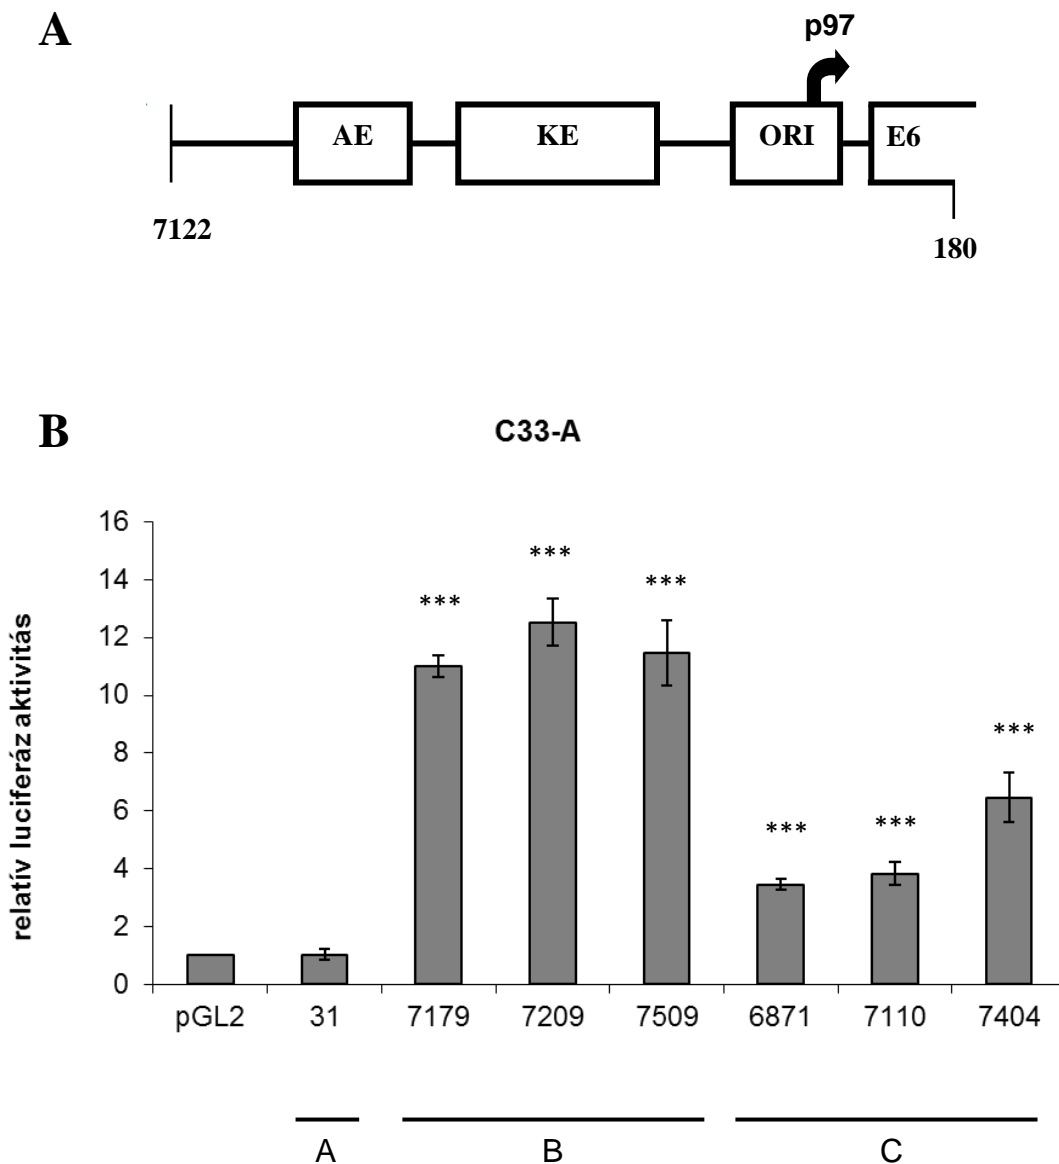 A
p97
AE KE ORI E6
7122
180
B
C33-A
relatív luciferáz aktivitás
16
14
12
10
8
6
4
2
0
***
***
***
***
***
***
pGL2 31 7179 7209 7509 6871 7110 7404
A B C